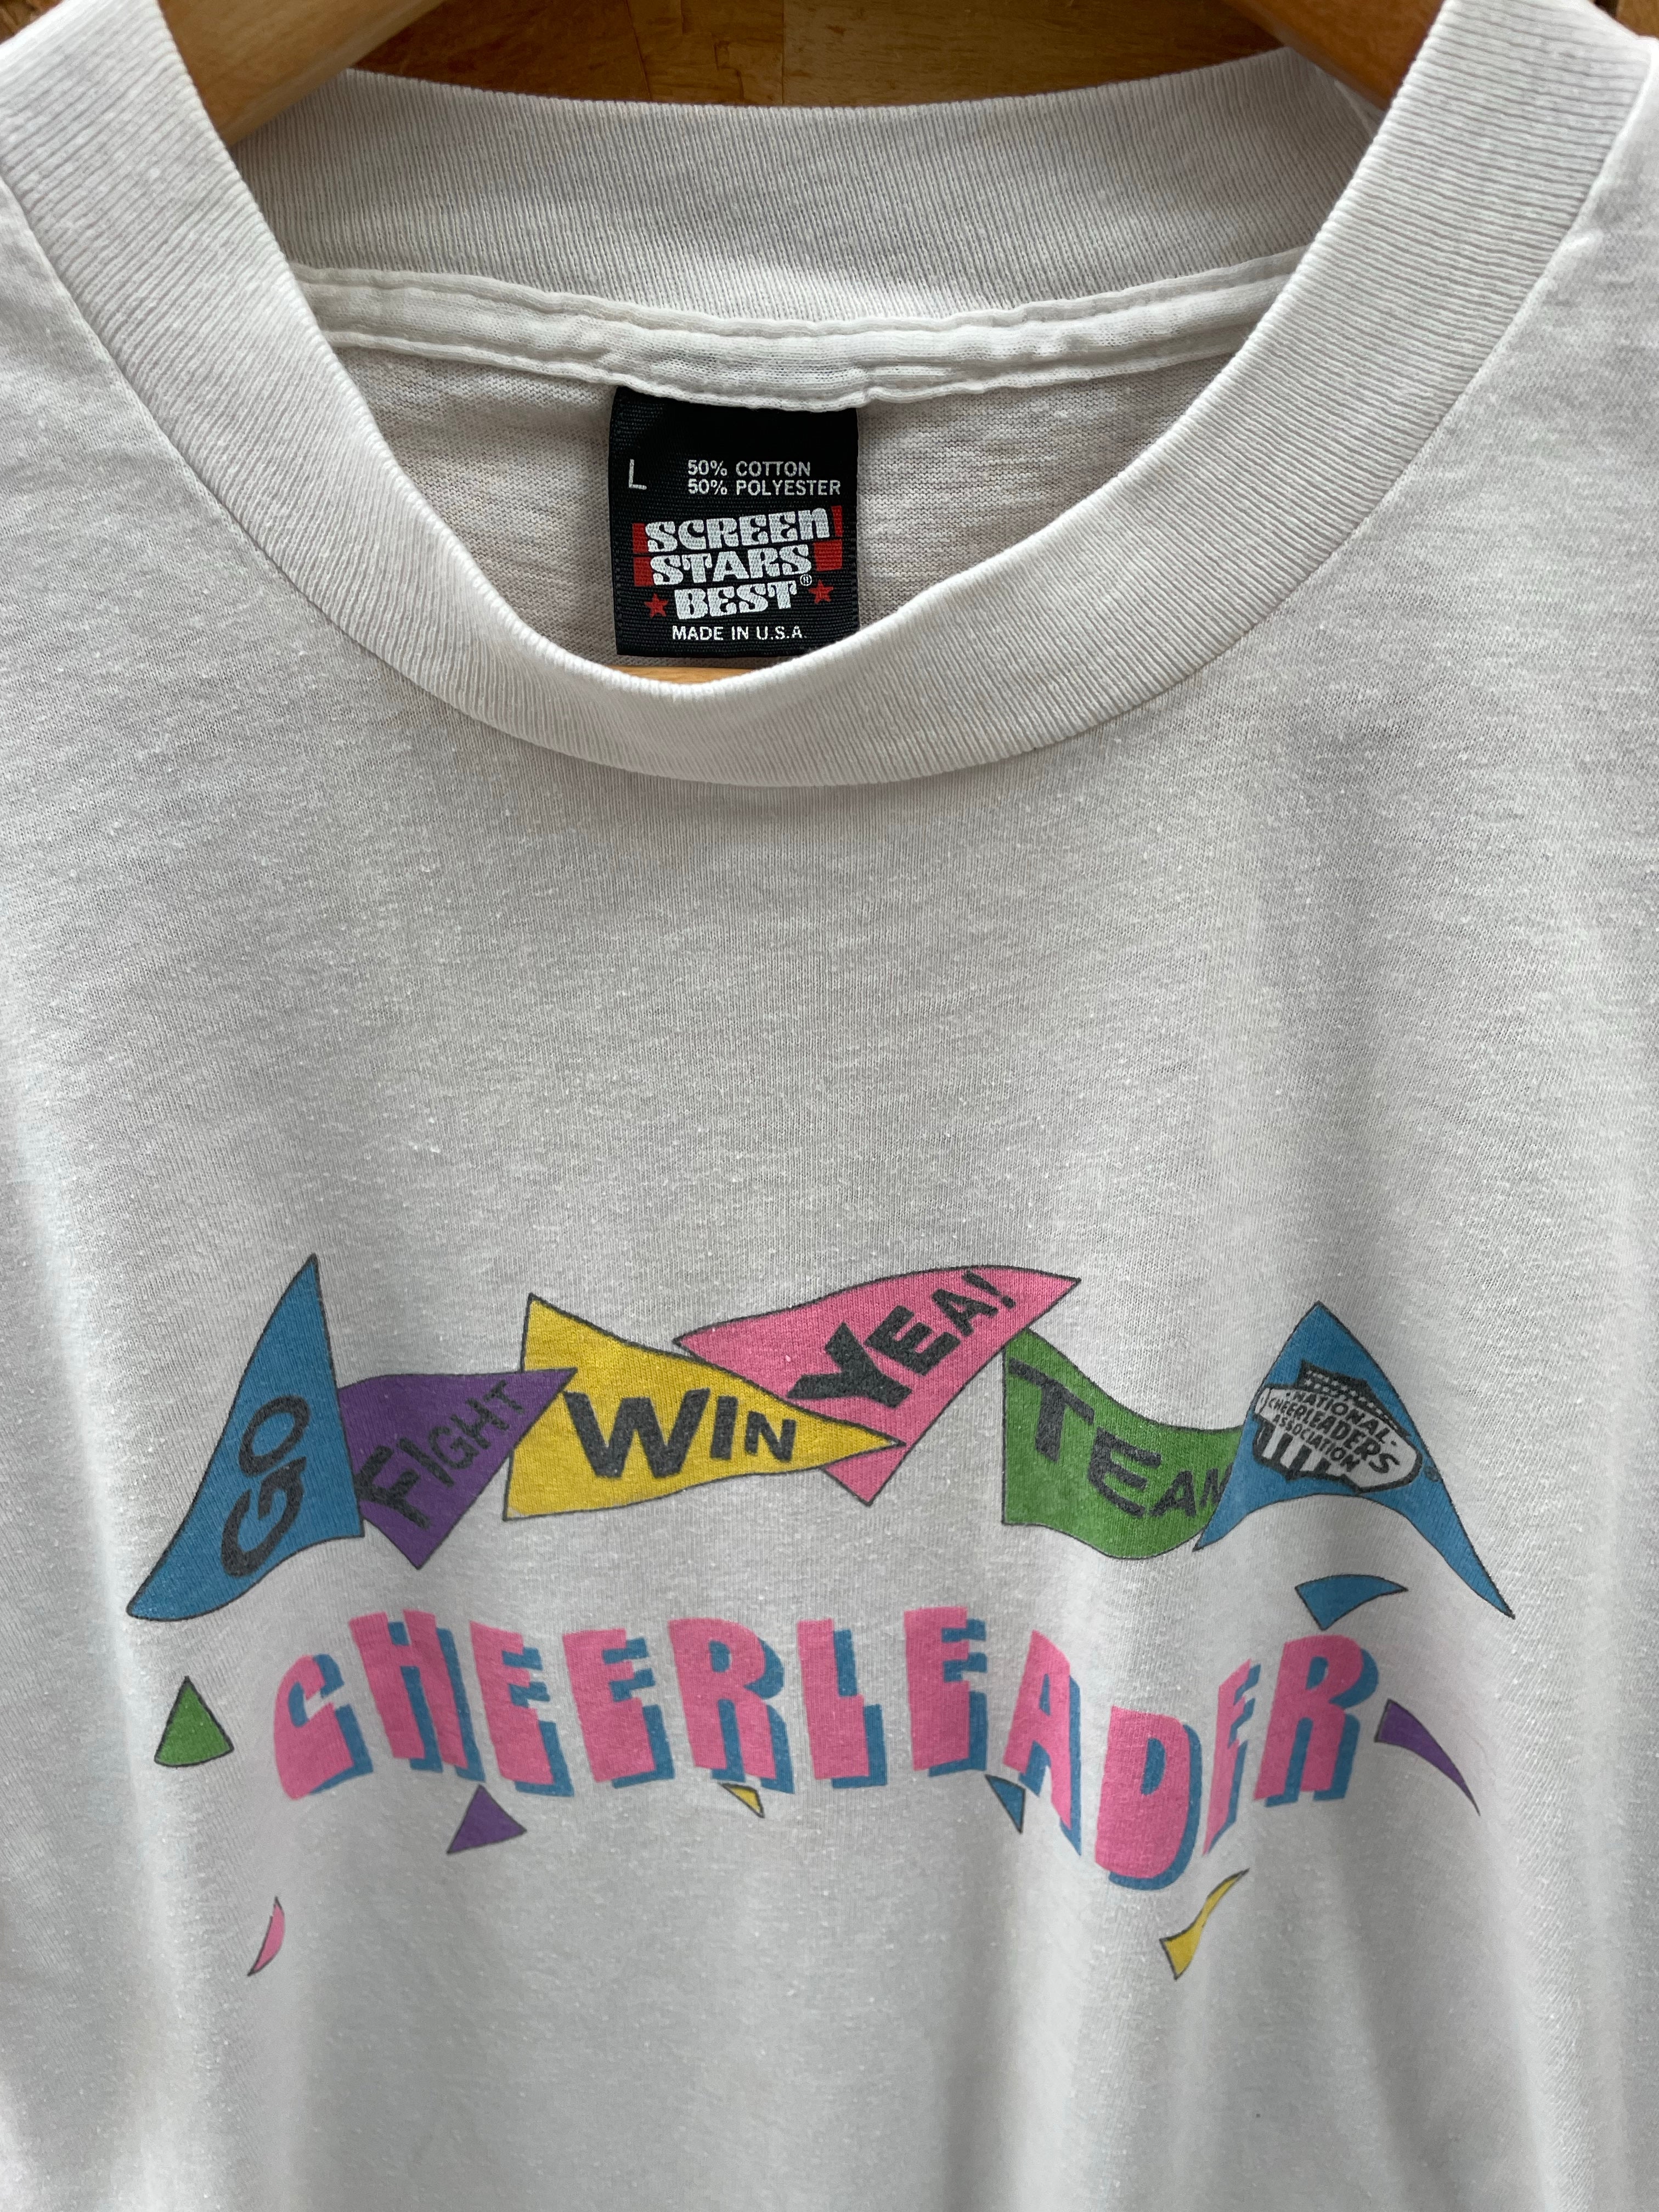 L
50% COTTON
50% POLYESTER
SCREEN
STARS
BEST®
MADE IN U.S.A.
GO
FIGHT
WIN
YEA!
TEAM
NATIONAL
CHEERLEADERS
ASSOCIATION
®
CHEERLEADER